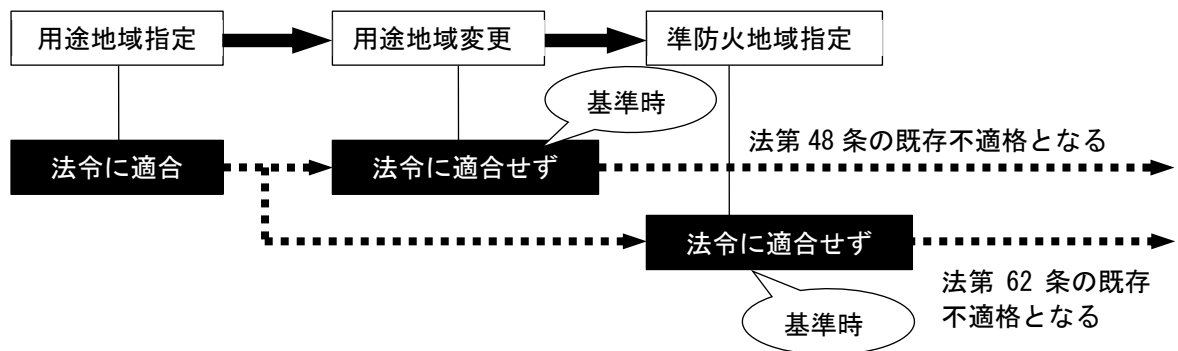 用途地域指定
用途地域変更
準防火地域指定
基準時
法第 48 条の既存不適格となる
法令に適合
法令に適合せず
法令に適合せず
法第 62 条の既存
不適格となる
基準時